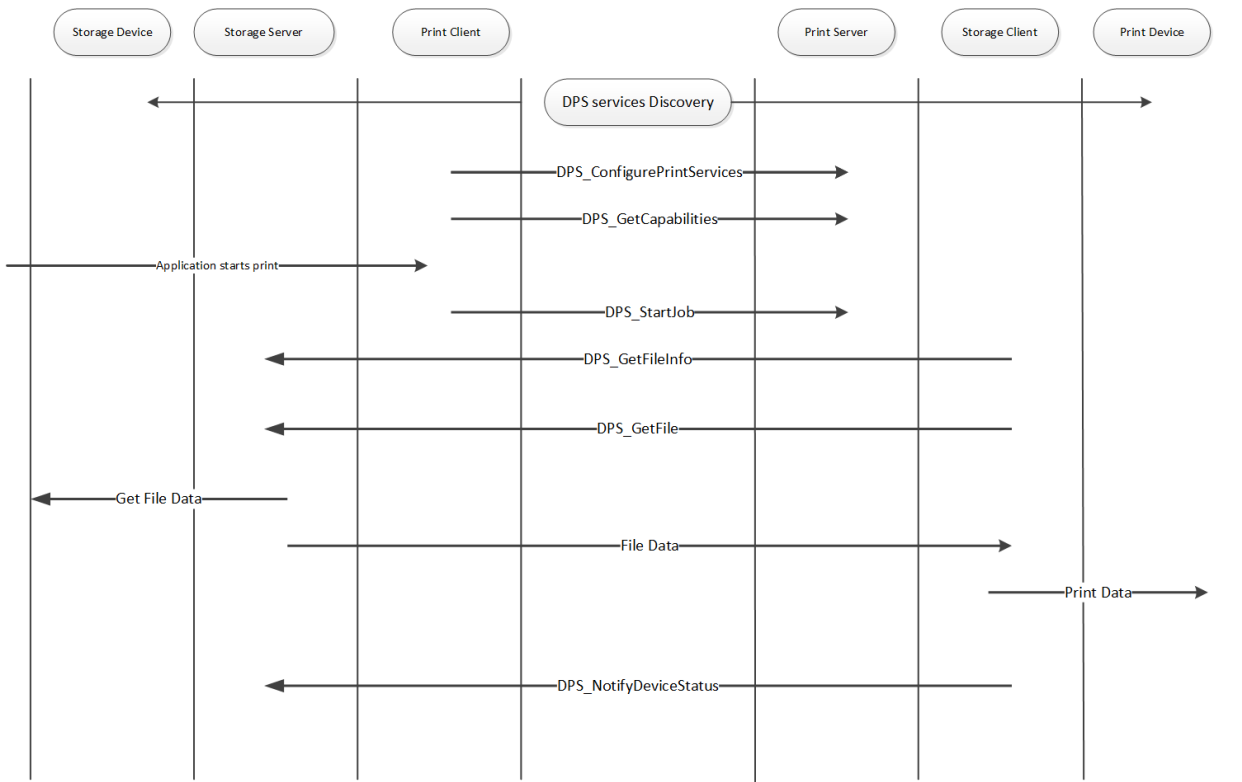 Storage Device
Storage Server
Print Client
Print Server
Storage Client
Print Device
DPS services Discovery
DPS_ConfigurePrintServices
DPS_GetCapabilities
Application starts print
DPS_StartJob
DPS_GetFileInfo
DPS_GetFile
Get File Data
File Data
Print Data
DPS_NotifyDeviceStatus